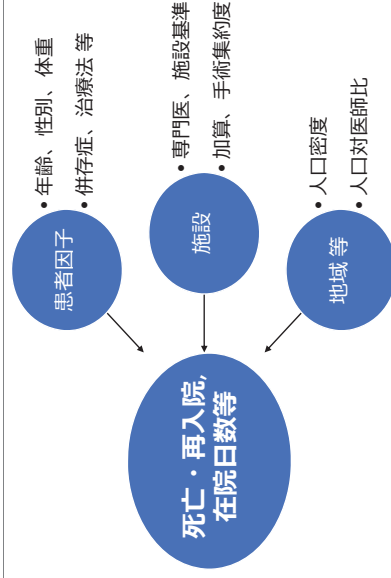 患者因子
• 年齢、性別、体重
• 併存症、治療法 等
施設
• 専門医、施設基準
• 加算、手術集約度
地域 等
• 人口密度
• 人口対医師比
死亡・再入院,
在院日数等